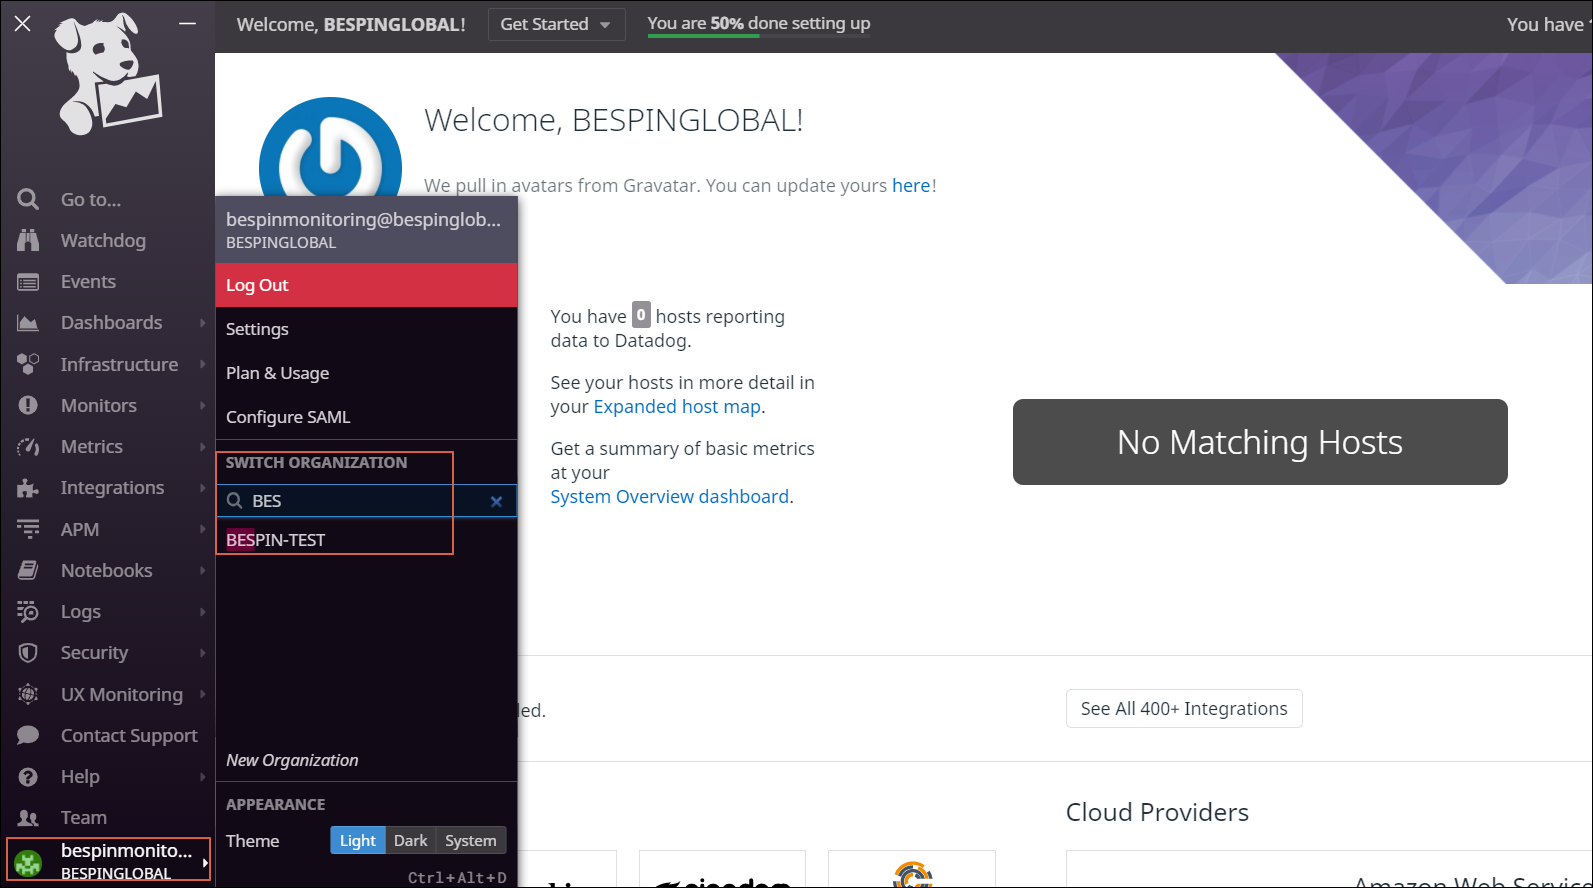 Welcome, BESPINGLOBAL!
Get Started
You are 50% done setting up
You have
Go to...
Watchdog
Events
Dashboards
Infrastructure
Monitors
Metrics
Integrations
APM
Notebooks
Logs
Security
UX Monitoring
Contact Support
Help
Team
bespinmonito...
BESPINGLOBAL
Welcome, BESPINGLOBAL!
We pull in avatars from Gravatar. You can update yours here!
bespinmonitoring@bespinglob...
BESPINGLOBAL
Log Out
Settings
Plan & Usage
Configure SAML
SWITCH ORGANIZATION
BES
BESPIN-TEST
New Organization
APPEARANCE
Theme
Light
Dark
System
Ctrl+Alt+D
You have 0 hosts reporting
data to Datadog.
See your hosts in more detail in
your Expanded host map.
Get a summary of basic metrics
at your
System Overview dashboard.
No Matching Hosts
led.
See All 400+ Integrations
Cloud Providers
Amazon Web Servic